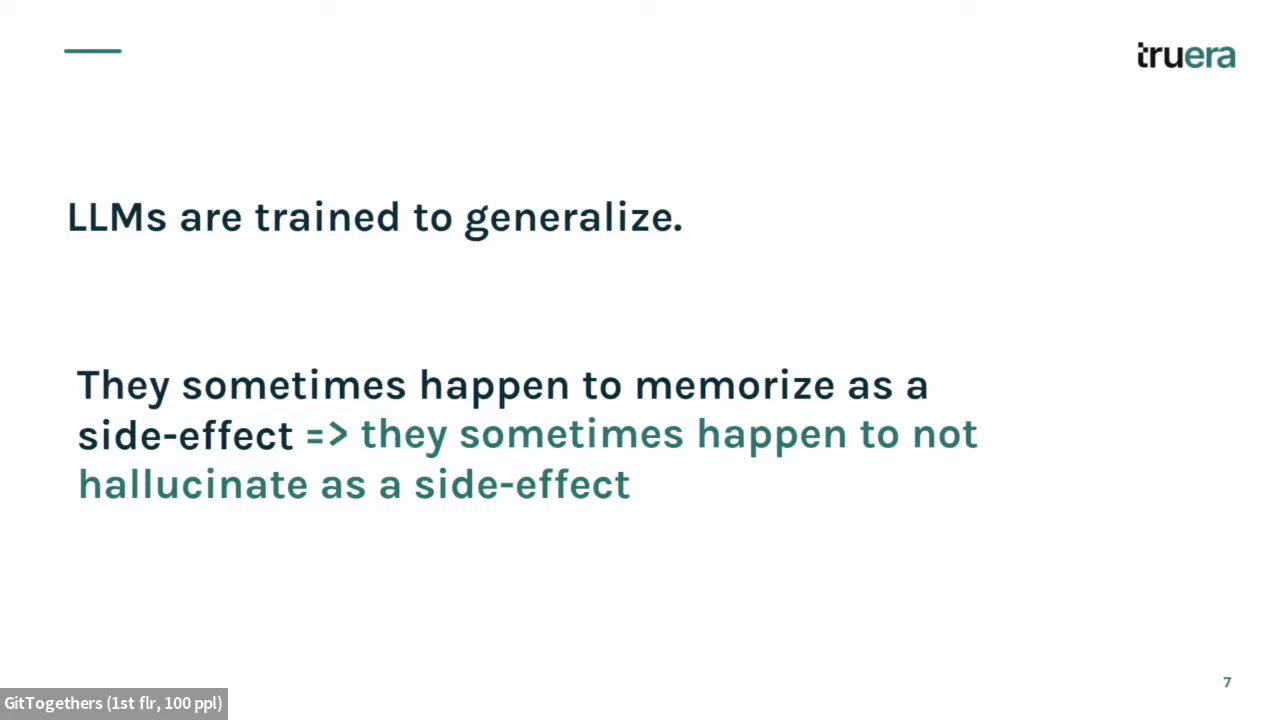 truera
LLMs are trained to generalize.
They sometimes happen to memorize as a
side-effect => they sometimes happen to not
hallucinate as a side-effect
7
GitTogethers (1st flr, 100 ppl)